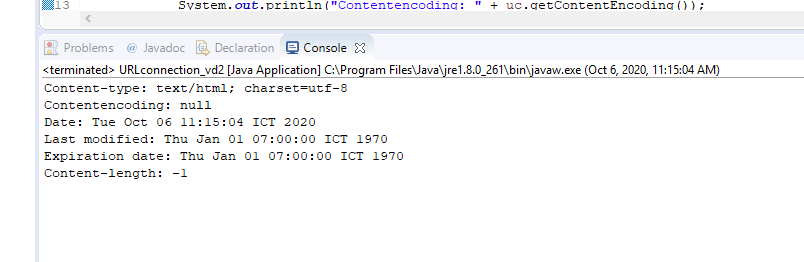 13 System.out.println("Contentencoding: " + uc.getContentEncoding());
Problems @ Javadoc Declaration Console
<terminated> URLconnection_vd2 [Java Application] C:\Program Files\Java\jre1.8.0_261\bin\javaw.exe (Oct 6, 2020, 11:15:04 AM)
Content-type: text/html; charset=utf-8
Contentencoding: null
Date: Tue Oct 06 11:15:04 ICT 2020
Last modified: Thu Jan 01 07:00:00 ICT 1970
Expiration date: Thu Jan 01 07:00:00 ICT 1970
Content-length: -1